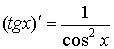 (tgx)' = 1/cos² x